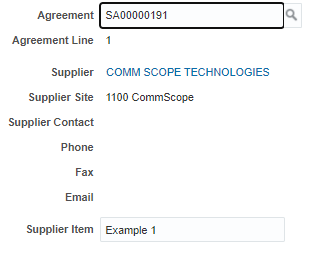 Agreement SA00000191
Agreement Line 1
Supplier COMM SCOPE TECHNOLOGIES
Supplier Site 1100 CommScope
Supplier Contact
Phone
Fax
Email
Supplier Item Example 1